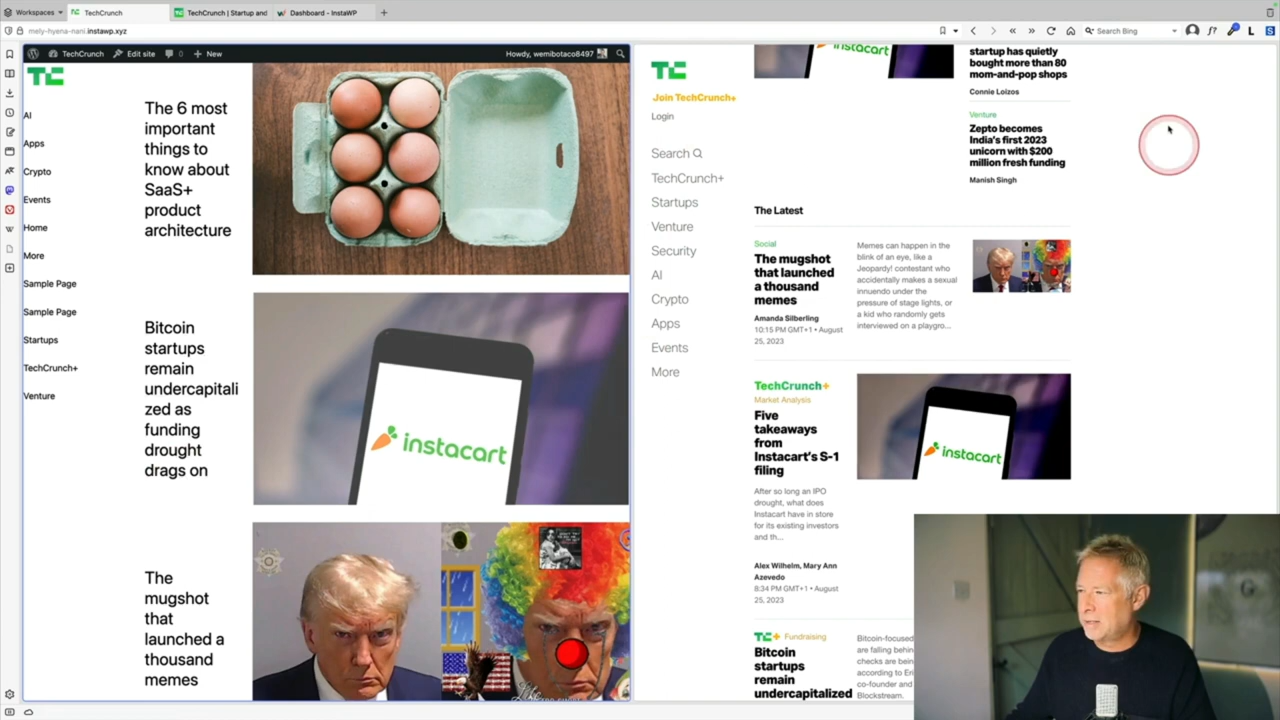 Workspaces
TechCrunch
TechCrunch | Startup and
Dashboard - InstaWP
mely-hyena-nani.instawp.xyz
Search Bing
TechCrunch
Edit site
0
New
Howdy, wemibotaco8497
TC
AI
Apps
Crypto
Events
Home
More
Sample Page
Sample Page
Startups
TechCrunch+
Venture
The 6 most
important
things to
know about
SaaS+
product
architecture
Bitcoin
startups
remain
undercapitali
zed as
funding
drought
drags on
instacart
The
mugshot
that
launched a
thousand
memes
TC
Join TechCrunch+
Login
Search
TechCrunch+
Startups
Venture
Security
AI
Crypto
Apps
Events
More
instacart
startup has quietly
bought more than 80
mom-and-pop shops
Connie Loizos
Venture
Zepto becomes
India's first 2023
unicorn with $200
million fresh funding
Manish Singh
The Latest
Social
The mugshot
that launched
a thousand
memes
Amanda Silberling
10:15 PM GMT+1 • August
25, 2023
Memes can happen in the
blink of an eye, like a
Jeopardy! contestant who
accidentally makes a sexual
innuendo under the
pressure of stage lights, or
a kid who randomly gets
interviewed on a playgro...
TechCrunch+
Market Analysis
Five
takeaways
from
Instacart's S-1
filing
After so long an IPO
drought, what does
Instacart have in store
for its existing investors
and th...
Alex Wilhelm, Mary Ann
Azevedo
8:34 PM GMT+1 • August
25, 2023
instacart
TC+ Fundraising
Bitcoin
startups
remain
undercapitalized
Bitcoin-focused
are falling behin
checks are bein
according to Eri
co-founder and
Blockstream.